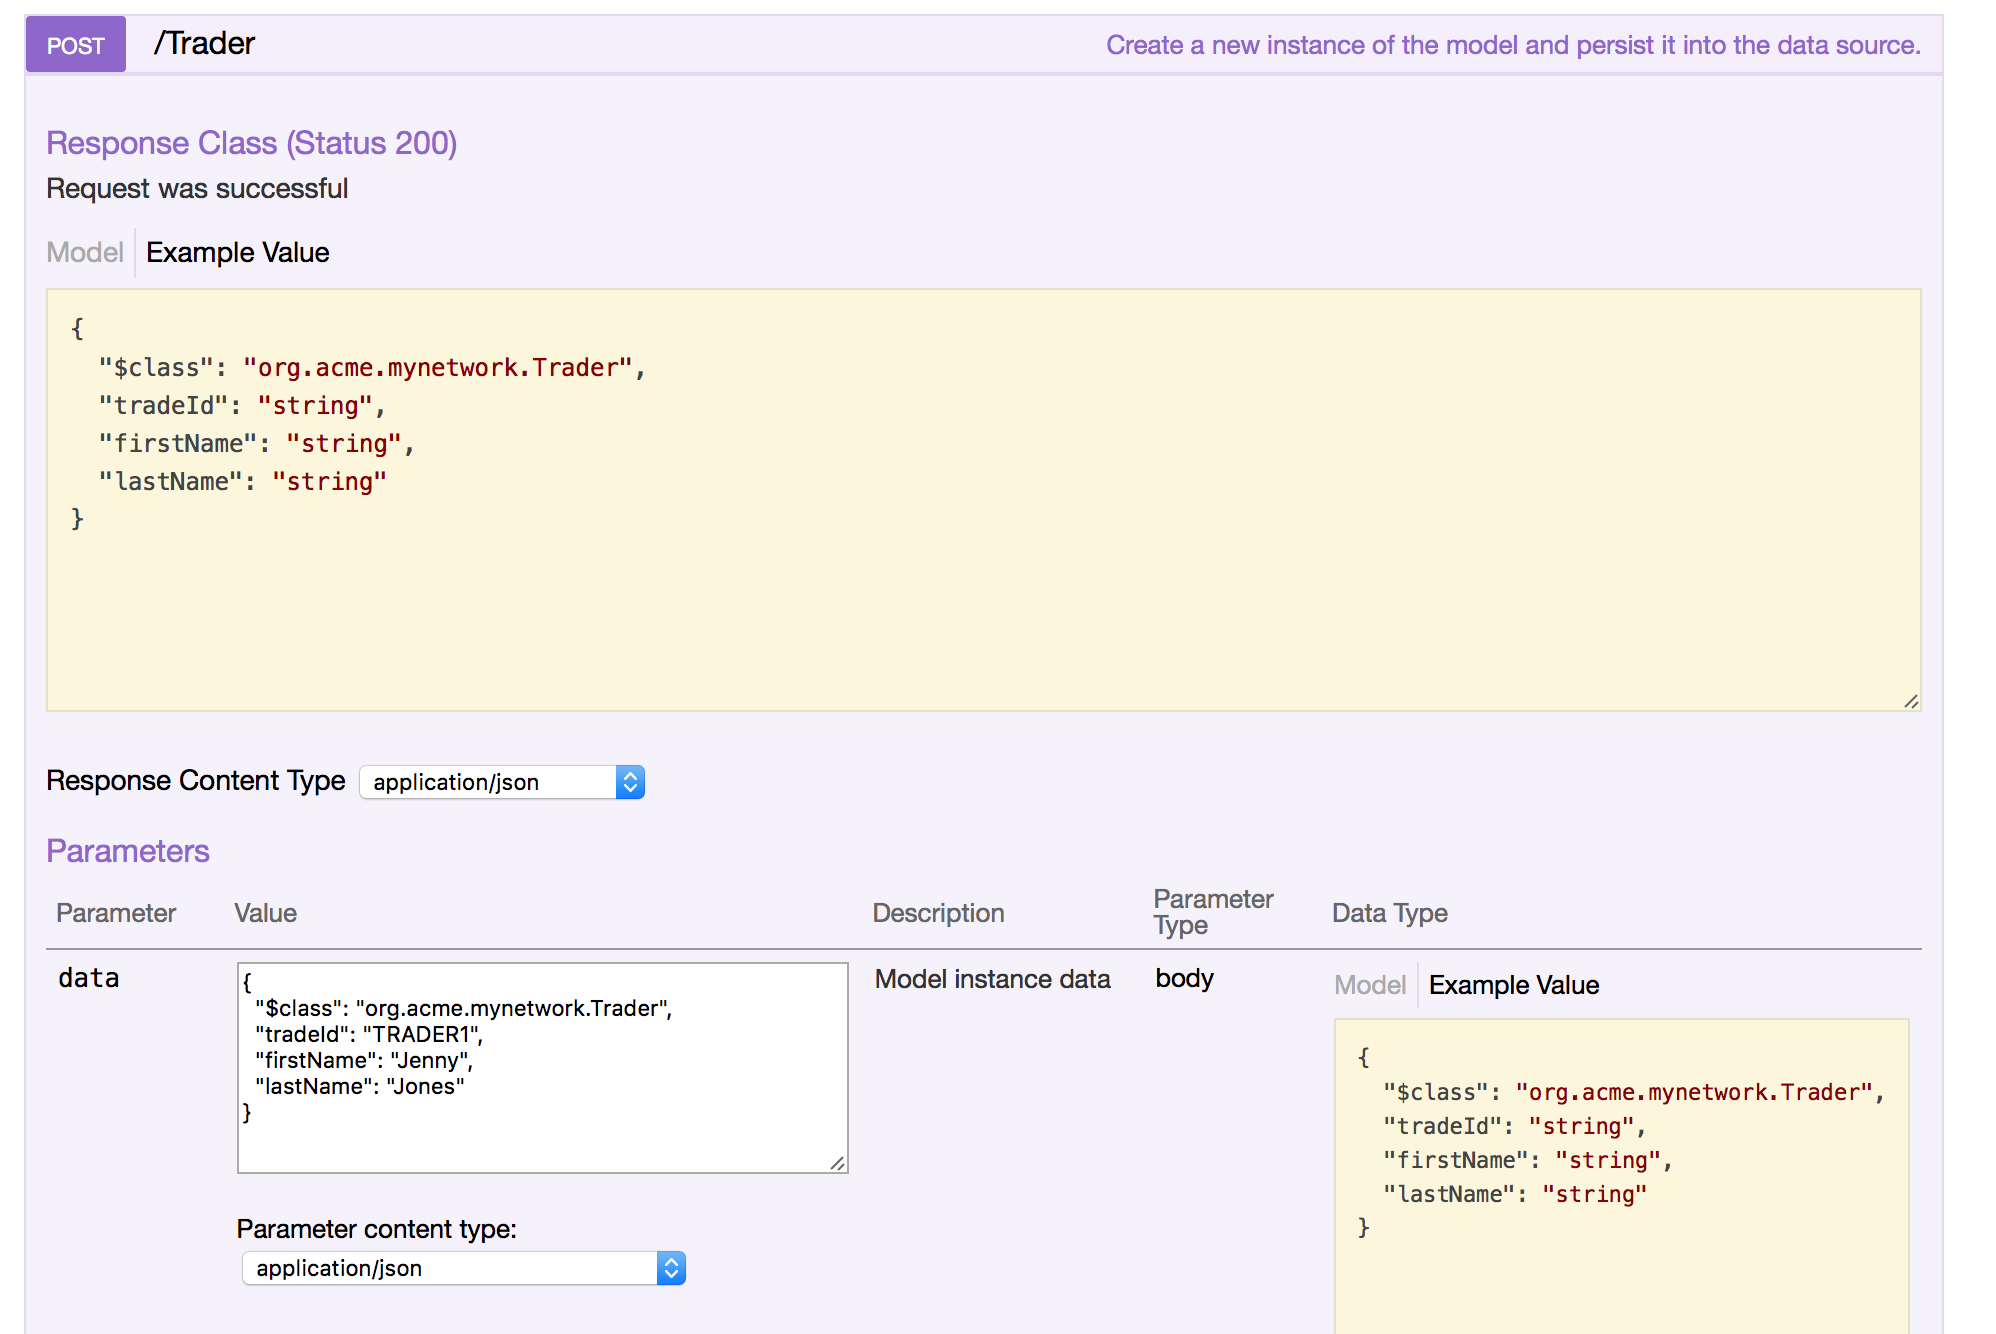 POST /Trader Create a new instance of the model and persist it into the data source.
Response Class (Status 200)
Request was successful
Model Example Value
{
"$class": "org.acme.mynetwork.Trader",
"tradeId": "string",
"firstName": "string",
"lastName": "string"
}
Response Content Type application/json
Parameters
Parameter Value Description Parameter Type Data Type
data
{
"$class": "org.acme.mynetwork.Trader",
"tradeId": "TRADER1",
"firstName": "Jenny",
"lastName": "Jones"
}
Parameter content type:
application/json
Model instance data
body
Model Example Value
{
"$class": "org.acme.mynetwork.Trader",
"tradeId": "string",
"firstName": "string",
"lastName": "string"
}